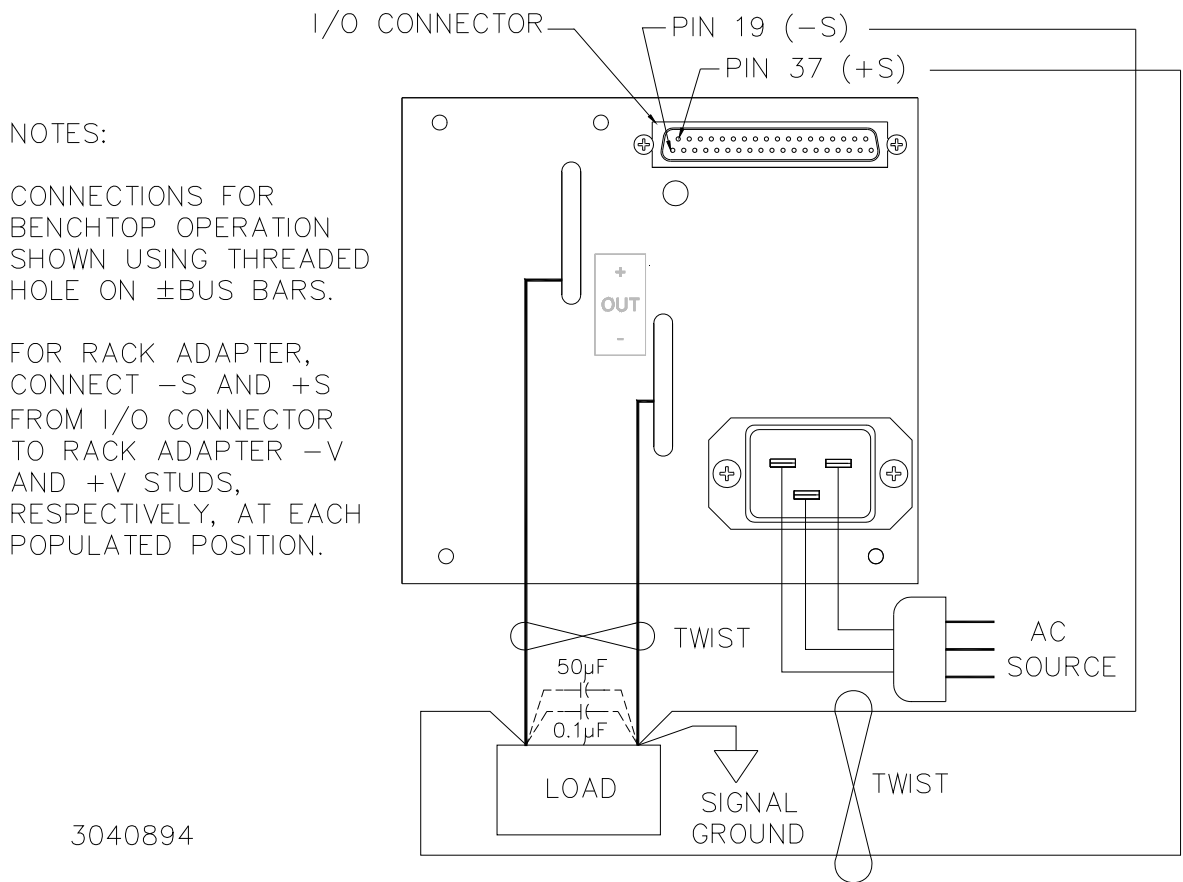 I/O CONNECTOR
PIN 19 (−S)
PIN 37 (+S)
NOTES:
CONNECTIONS FOR
BENCHTOP OPERATION
SHOWN USING THREADED
HOLE ON ±BUS BARS.
FOR RACK ADAPTER,
CONNECT −S AND +S
FROM I/O CONNECTOR
TO RACK ADAPTER −V
AND +V STUDS,
RESPECTIVELY, AT EACH
POPULATED POSITION.
+
OUT
-
TWIST
AC
SOURCE
50µF
0.1µF
LOAD
SIGNAL
GROUND
TWIST
3040894